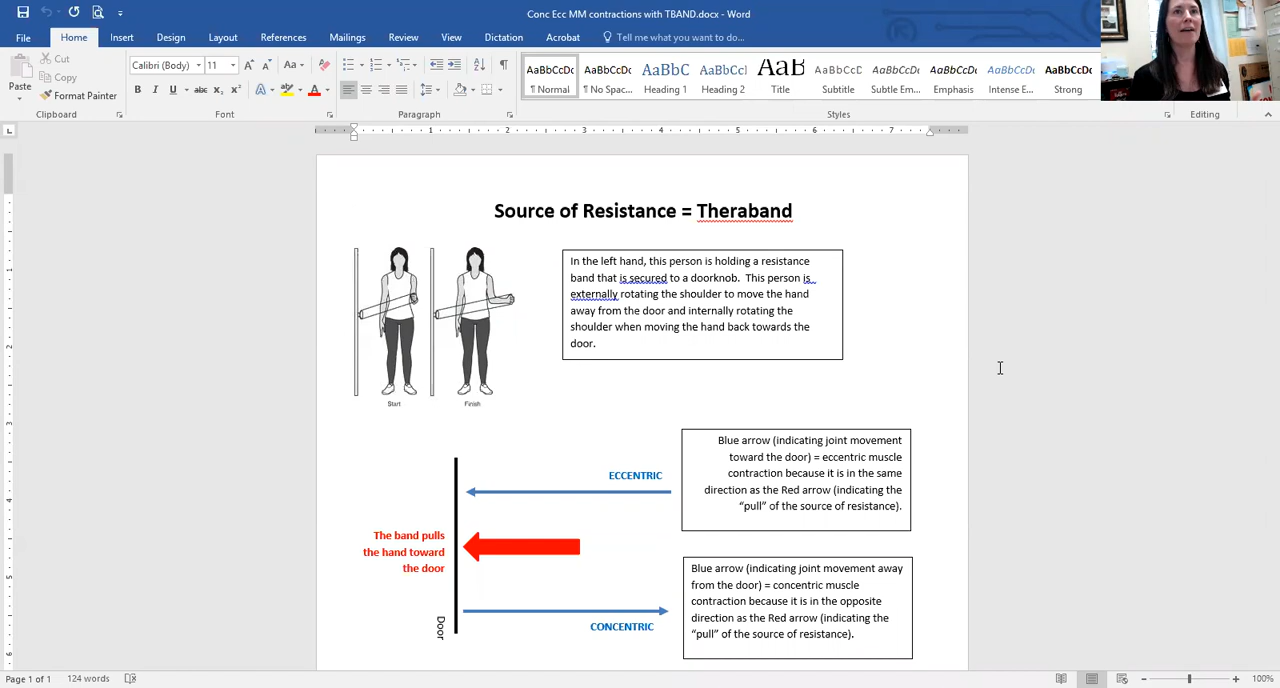 Conc Ecc MM contractions with TBAND.docx - Word
File Home Insert Design Layout References Mailings Review View Dictation Acrobat Tell me what you want to do...
Paste
Cut
Copy
Format Painter
Clipboard
Calibri (Body) 11
Font
Paragraph
AaBbCcDc AaBbCcDc AaBbC AaBbCcl AaB AaBbCcD AaBbCcDc AaBbCcDc AaBbCcDc AaBbCcDc
¶ Normal ¶ No Spac... Heading 1 Heading 2 Title Subtitle Subtle Em... Emphasis Intense E... Strong
Styles
Editing
1 2 3 4 5 6 7
Source of Resistance = Theraband
Start Finish
In the left hand, this person is holding a resistance
band that is secured to a doorknob. This person is
externally rotating the shoulder to move the hand
away from the door and internally rotating the
shoulder when moving the hand back towards the
door.
ECCENTRIC
Blue arrow (indicating joint movement
toward the door) = eccentric muscle
contraction because it is in the same
direction as the Red arrow (indicating the
“pull” of the source of resistance).
The band pulls
the hand toward
the door
Door
CONCENTRIC
Blue arrow (indicating joint movement away
from the door) = concentric muscle
contraction because it is in the opposite
direction as the Red arrow (indicating the
“pull” of the source of resistance).
Page 1 of 1 124 words
100%